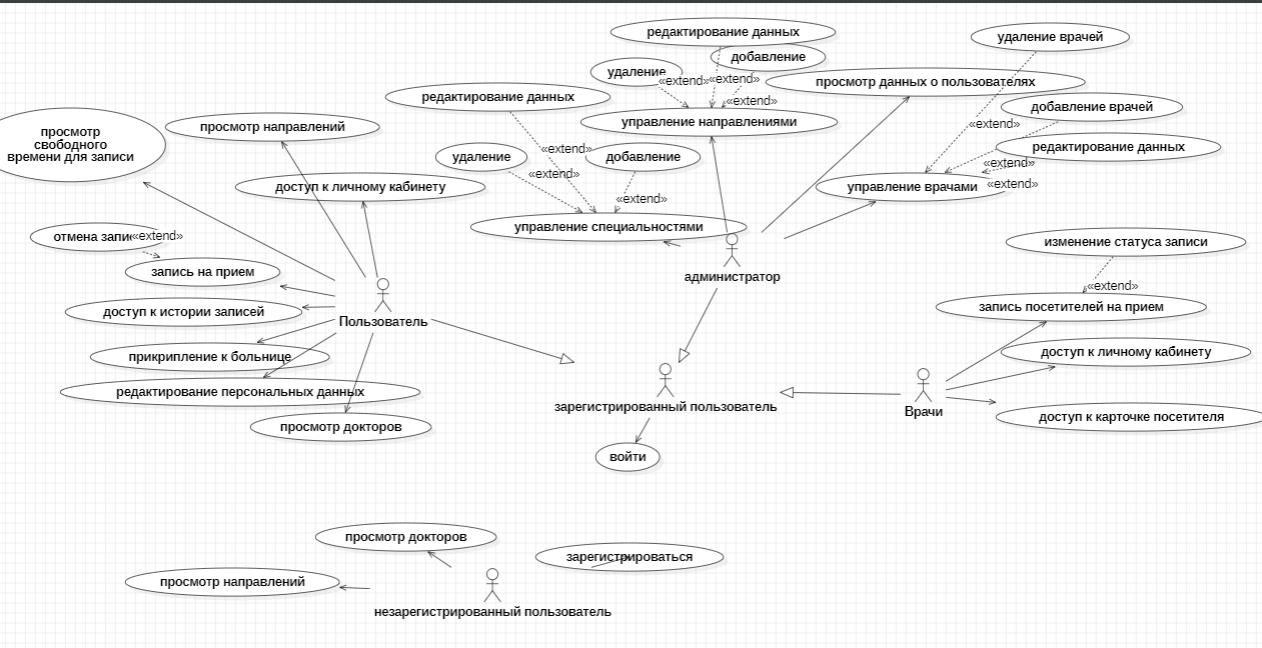 редактирование данных
удаление врачей
добавление
удаление
«extend»
«extend»
просмотр данных о пользователях
редактирование данных
«extend»
добавление врачей
просмотр
свободного
времени для записи
просмотр направлений
управление направлениями
«extend»
«extend»
редактирование данных
удаление
добавление
«extend»
«extend»
доступ к личному кабинету
управление врачами
«extend»
«extend»
управление специальностями
отмена запи
«extend»
изменение статуса записи
запись на прием
администратор
«extend»
доступ к истории записей
Пользователь
запись посетителей на прием
прикрипление к больнице
доступ к личному кабинету
редактирование персональных данных
зарегистрированный пользователь
Врачи
доступ к карточке посетителя
просмотр докторов
войти
просмотр докторов
зарегистрироваться
просмотр направлений
незарегистрированный пользователь